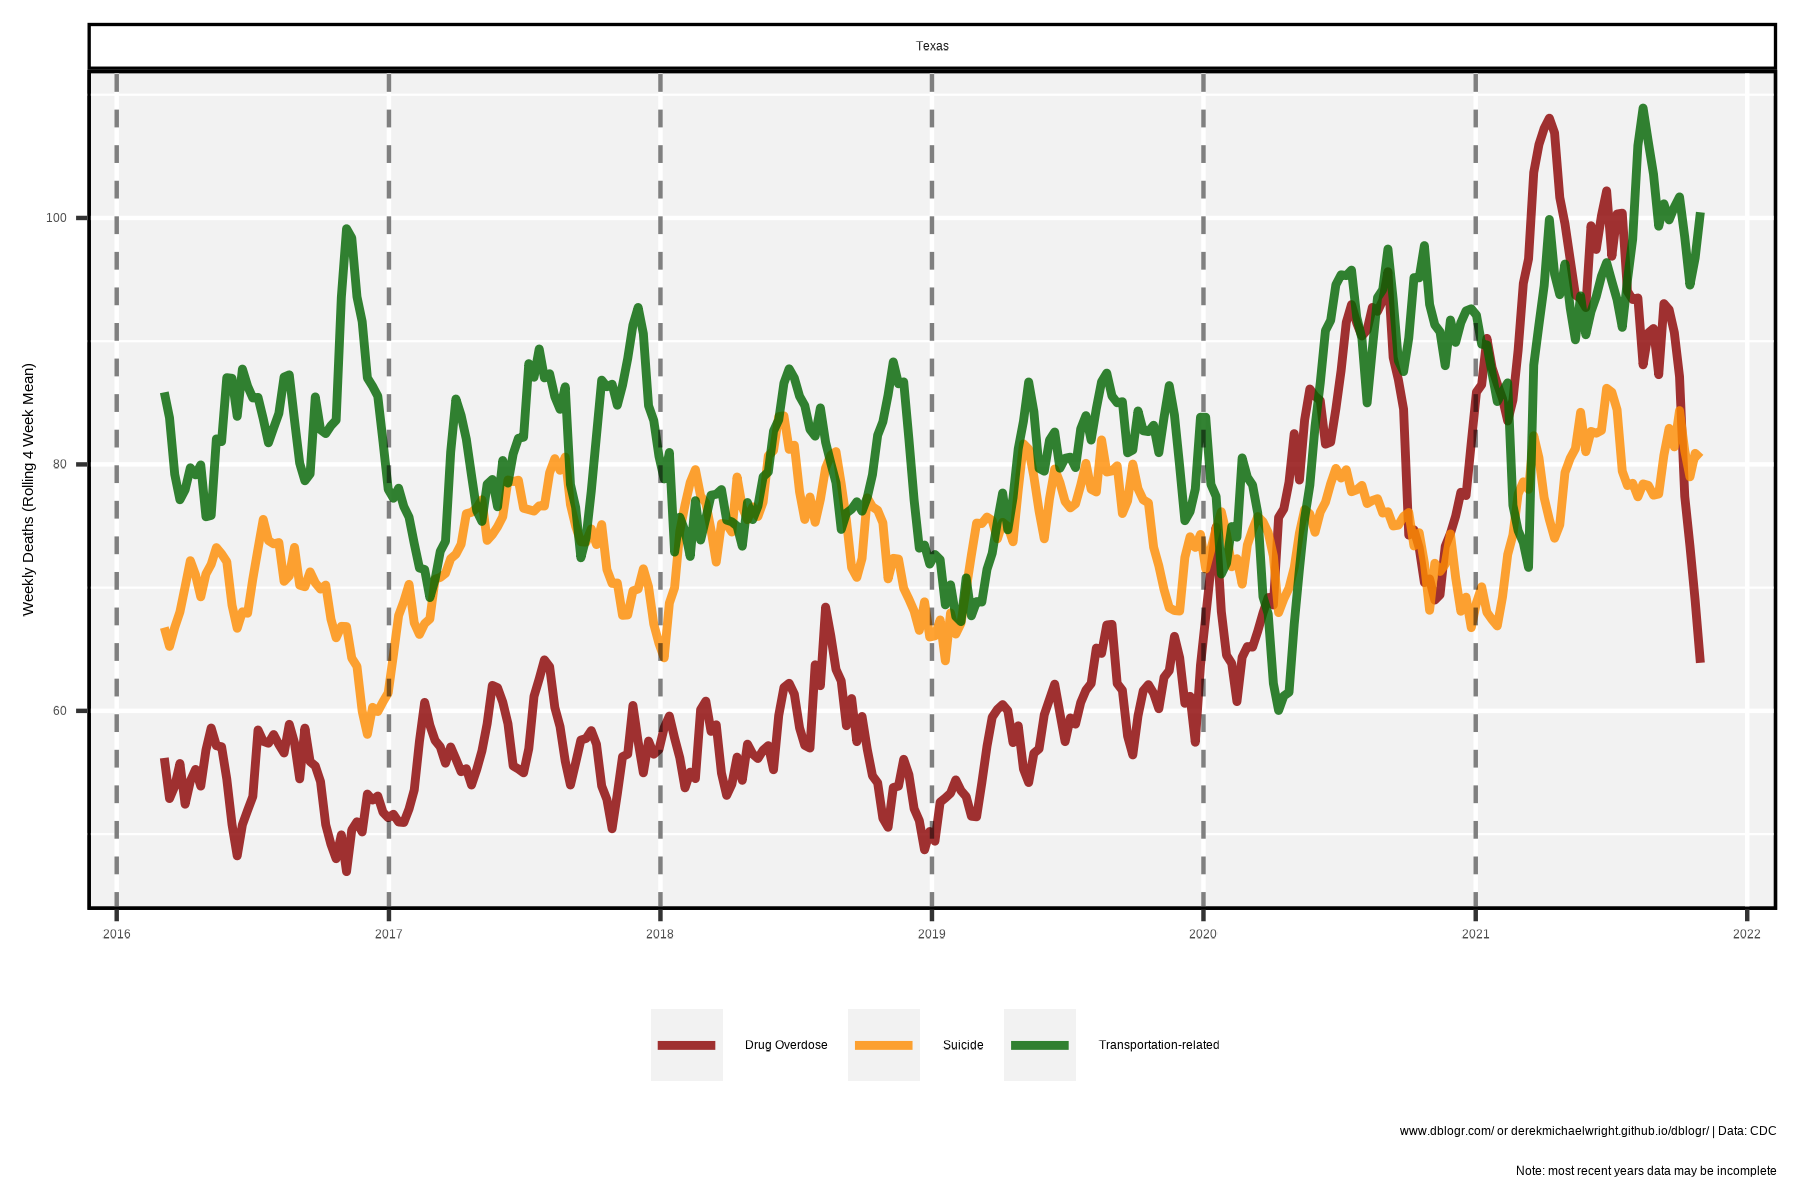 Texas
Weekly Deaths (Rolling 4 Week Mean)
100
80
60
2016 2017 2018 2019 2020 2021 2022
Drug Overdose Suicide Transportation-related
www.dblogr.com/ or derekmichaelwright.github.io/dblogr/ | Data: CDC
Note: most recent years data may be incomplete